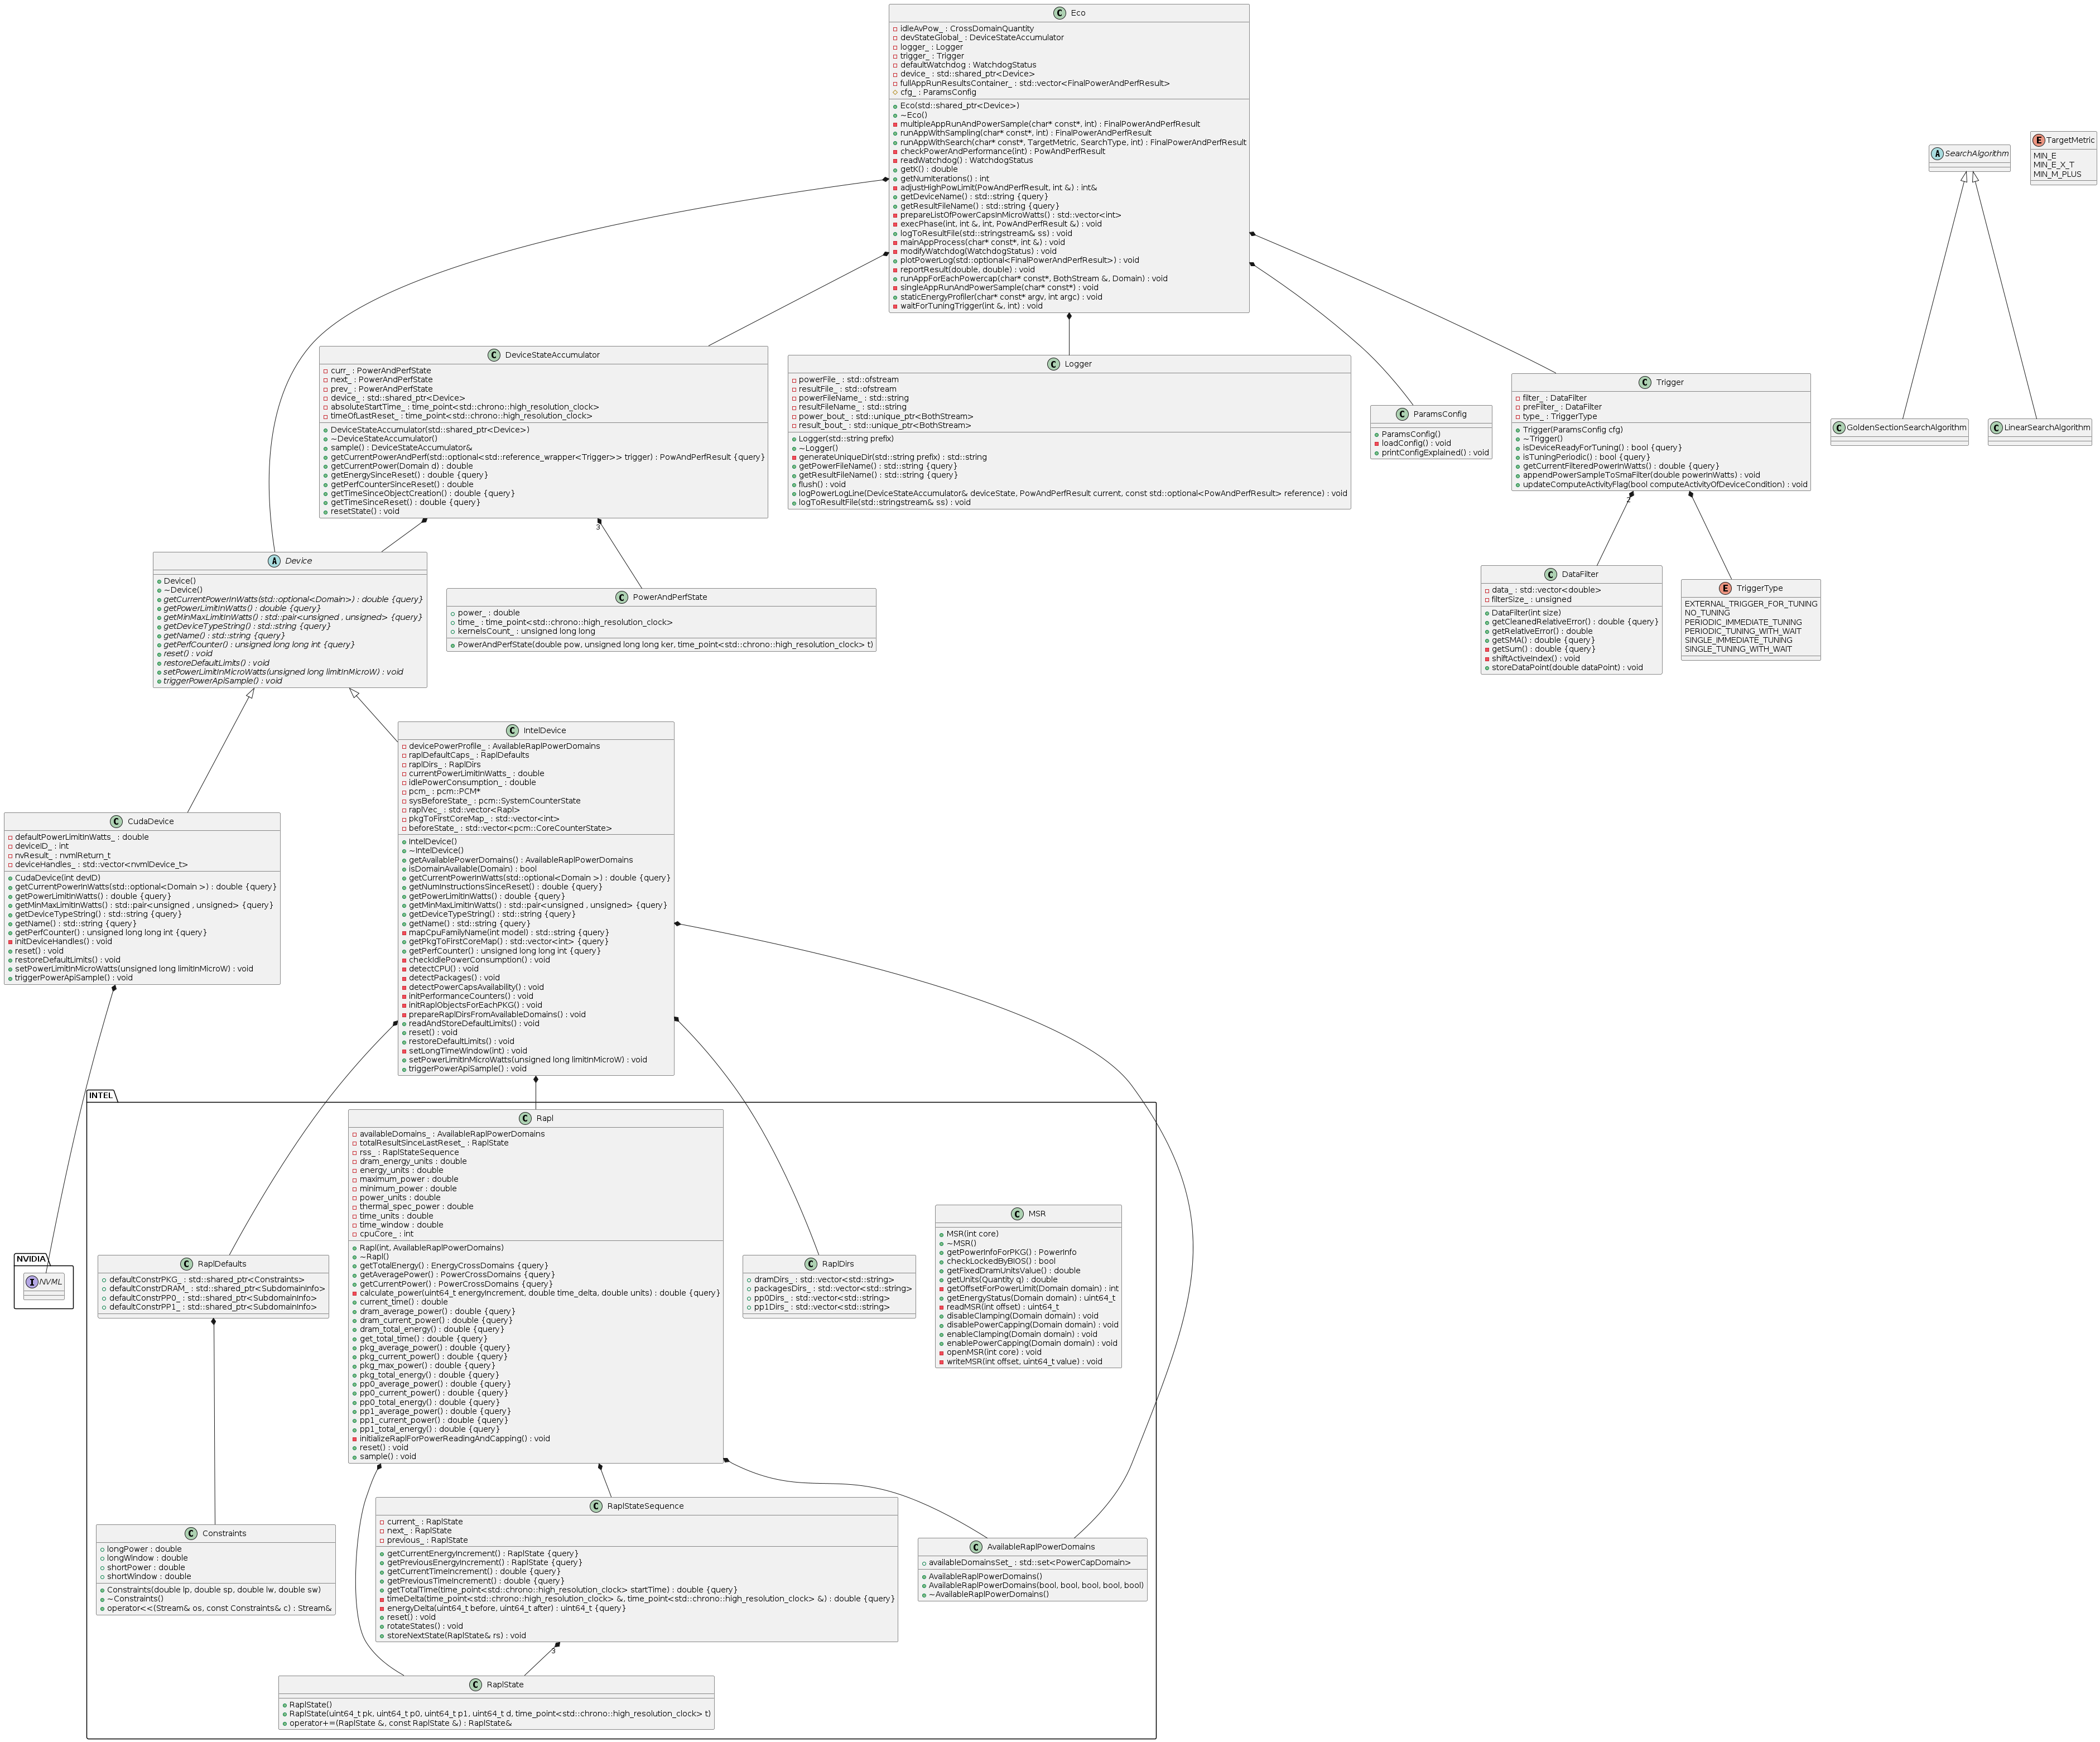 C Eco
idleAvPow_ : CrossDomainQuantity
devStateGlobal_ : DeviceStateAccumulator
logger_ : Logger
trigger_ : Trigger
defaultWatchdog : WatchdogStatus
device_ : std::shared_ptr<Device>
fullAppRunResultsContainer_ : std::vector<FinalPowerAndPerfResult>
cfg_ : ParamsConfig
Eco(std::shared_ptr<Device>)
~Eco()
multipleAppRunAndPowerSample(char* const*, int) : FinalPowerAndPerfResult
runAppWithSampling(char* const*, int) : FinalPowerAndPerfResult
runAppWithSearch(char* const*, TargetMetric, SearchType, int) : FinalPowerAndPerfResult
checkPowerAndPerformance(int) : PowAndPerfResult
readWatchdog() : WatchdogStatus
getK() : double
getNumIterations() : int
adjustHighPowLimit(PowAndPerfResult, int &) : int&
getDeviceName() : std::string {query}
getResultFileName() : std::string {query}
prepareListOfPowerCapsInMicroWatts() : std::vector<int>
execPhase(int, int &, int, PowAndPerfResult &) : void
logToResultFile(std::stringstream& ss) : void
mainAppProcess(char* const*, int &) : void
modifyWatchdog(WatchdogStatus) : void
plotPowerLog(std::optional<FinalPowerAndPerfResult>) : void
reportResult(double, double) : void
runAppForEachPowercap(char* const*, BothStream &, Domain) : void
singleAppRunAndPowerSample(char* const*) : void
staticEnergyProfiler(char* const* argv, int argc) : void
waitForTuningTrigger(int &, int) : void
A SearchAlgorithm
E TargetMetric
MIN_E
MIN_E_X_T
MIN_M_PLUS
C DeviceStateAccumulator
curr_ : PowerAndPerfState
next_ : PowerAndPerfState
prev_ : PowerAndPerfState
device_ : std::shared_ptr<Device>
absoluteStartTime_ : time_point<std::chrono::high_resolution_clock>
timeOfLastReset_ : time_point<std::chrono::high_resolution_clock>
DeviceStateAccumulator(std::shared_ptr<Device>)
~DeviceStateAccumulator()
sample() : DeviceStateAccumulator&
getCurrentPowerAndPerf(std::optional<std::reference_wrapper<Trigger>> trigger) : PowAndPerfResult {query}
getCurrentPower(Domain d) : double
getEnergySinceReset() : double {query}
getPerfCounterSinceReset() : double
getTimeSinceObjectCreation() : double {query}
getTimeSinceReset() : double {query}
resetState() : void
3
C Logger
powerFile_ : std::ofstream
resultFile_ : std::ofstream
powerFileName_ : std::string
resultFileName_ : std::string
power_bout_ : std::unique_ptr<BothStream>
result_bout_ : std::unique_ptr<BothStream>
Logger(std::string prefix)
~Logger()
generateUniqueDir(std::string prefix) : std::string
getPowerFileName() : std::string {query}
getResultFileName() : std::string {query}
flush() : void
logPowerLogLine(DeviceStateAccumulator& deviceState, PowAndPerfResult current, const std::optional<PowAndPerfResult> reference) : void
logToResultFile(std::stringstream& ss) : void
C ParamsConfig
ParamsConfig()
loadConfig() : void
printConfigExplained() : void
C Trigger
filter_ : DataFilter
preFilter_ : DataFilter
type_ : TriggerType
Trigger(ParamsConfig cfg)
~Trigger()
isDeviceReadyForTuning() : bool {query}
isTuningPeriodic() : bool {query}
getCurrentFilteredPowerInWatts() : double {query}
appendPowerSampleToSmaFilter(double powerInWatts) : void
updateComputeActivityFlag(bool computeActivityOfDeviceCondition) : void
2
C GoldenSectionSearchAlgorithm
C LinearSearchAlgorithm
A Device
Device()
~Device()
getCurrentPowerInWatts(std::optional<Domain>) : double {query}
getPowerLimitInWatts() : double {query}
getMinMaxLimitInWatts() : std::pair<unsigned , unsigned> {query}
getDeviceTypeString() : std::string {query}
getName() : std::string {query}
getPerfCounter() : unsigned long long int {query}
reset() : void
restoreDefaultLimits() : void
setPowerLimitInMicroWatts(unsigned long limitInMicroW) : void
triggerPowerApiSample() : void
C PowerAndPerfState
power_ : double
time_ : time_point<std::chrono::high_resolution_clock>
kernelsCount_ : unsigned long long
PowerAndPerfState(double pow, unsigned long long ker, time_point<std::chrono::high_resolution_clock> t)
C DataFilter
data_ : std::vector<double>
filterSize_ : unsigned
DataFilter(int size)
getCleanedRelativeError() : double {query}
getRelativeError() : double
getSMA() : double {query}
getSum() : double {query}
shiftActiveIndex() : void
storeDataPoint(double dataPoint) : void
E TriggerType
EXTERNAL_TRIGGER_FOR_TUNING
NO_TUNING
PERIODIC_IMMEDIATE_TUNING
PERIODIC_TUNING_WITH_WAIT
SINGLE_IMMEDIATE_TUNING
SINGLE_TUNING_WITH_WAIT
C CudaDevice
defaultPowerLimitInWatts_ : double
deviceID_ : int
nvResult_ : nvmlReturn_t
deviceHandles_ : std::vector<nvmlDevice_t>
CudaDevice(int devID)
getCurrentPowerInWatts(std::optional<Domain >) : double {query}
getPowerLimitInWatts() : double {query}
getMinMaxLimitInWatts() : std::pair<unsigned , unsigned> {query}
getDeviceTypeString() : std::string {query}
getName() : std::string {query}
getPerfCounter() : unsigned long long int {query}
initDeviceHandles() : void
reset() : void
restoreDefaultLimits() : void
setPowerLimitInMicroWatts(unsigned long limitInMicroW) : void
triggerPowerApiSample() : void
C IntelDevice
devicePowerProfile_ : AvailableRaplPowerDomains
raplDefaultCaps_ : RaplDefaults
raplDirs_ : RaplDirs
currentPowerLimitInWatts_ : double
idlePowerConsumption_ : double
pcm_ : pcm::PCM*
sysBeforeState_ : pcm::SystemCounterState
raplVec_ : std::vector<Rapl>
pkgToFirstCoreMap_ : std::vector<int>
beforeState_ : std::vector<pcm::CoreCounterState>
IntelDevice()
~IntelDevice()
getAvailablePowerDomains() : AvailableRaplPowerDomains
isDomainAvailable(Domain) : bool
getCurrentPowerInWatts(std::optional<Domain >) : double {query}
getNumInstructionsSinceReset() : double {query}
getPowerLimitInWatts() : double {query}
getMinMaxLimitInWatts() : std::pair<unsigned , unsigned> {query}
getDeviceTypeString() : std::string {query}
getName() : std::string {query}
mapCpuFamilyName(int model) : std::string {query}
getPkgToFirstCoreMap() : std::vector<int> {query}
getPerfCounter() : unsigned long long int {query}
checkIdlePowerConsumption() : void
detectCPU() : void
detectPackages() : void
detectPowerCapsAvailability() : void
initPerformanceCounters() : void
initRaplObjectsForEachPKG() : void
prepareRaplDirsFromAvailableDomains() : void
readAndStoreDefaultLimits() : void
reset() : void
restoreDefaultLimits() : void
setLongTimeWindow(int) : void
setPowerLimitInMicroWatts(unsigned long limitInMicroW) : void
triggerPowerApiSample() : void
INTEL
NVIDIA
I NVML
C RaplDefaults
defaultConstrPKG_ : std::shared_ptr<Constraints>
defaultConstrDRAM_ : std::shared_ptr<SubdomainInfo>
defaultConstrPP0_ : std::shared_ptr<SubdomainInfo>
defaultConstrPP1_ : std::shared_ptr<SubdomainInfo>
C Rapl
availableDomains_ : AvailableRaplPowerDomains
totalResultSinceLastReset_ : RaplState
rss_ : RaplStateSequence
dram_energy_units : double
energy_units : double
maximum_power : double
minimum_power : double
power_units : double
thermal_spec_power : double
time_units : double
time_window : double
cpuCore_ : int
Rapl(int, AvailableRaplPowerDomains)
~Rapl()
getTotalEnergy() : EnergyCrossDomains {query}
getAveragePower() : PowerCrossDomains {query}
getCurrentPower() : PowerCrossDomains {query}
calculate_power(uint64_t energyIncrement, double time_delta, double units) : double {query}
current_time() : double
dram_average_power() : double {query}
dram_current_power() : double {query}
dram_total_energy() : double {query}
get_total_time() : double {query}
pkg_average_power() : double {query}
pkg_current_power() : double {query}
pkg_max_power() : double {query}
pkg_total_energy() : double {query}
pp0_average_power() : double {query}
pp0_current_power() : double {query}
pp0_total_energy() : double {query}
pp1_average_power() : double {query}
pp1_current_power() : double {query}
pp1_total_energy() : double {query}
initializeRaplForPowerReadingAndCapping() : void
reset() : void
sample() : void
C RaplDirs
dramDirs_ : std::vector<std::string>
packagesDirs_ : std::vector<std::string>
pp0Dirs_ : std::vector<std::string>
pp1Dirs_ : std::vector<std::string>
C MSR
MSR(int core)
~MSR()
getPowerInfoForPKG() : PowerInfo
checkLockedByBIOS() : bool
getFixedDramUnitsValue() : double
getUnits(Quantity q) : double
getOffsetForPowerLimit(Domain domain) : int
getEnergyStatus(Domain domain) : uint64_t
readMSR(int offset) : uint64_t
disableClamping(Domain domain) : void
disablePowerCapping(Domain domain) : void
enableClamping(Domain domain) : void
enablePowerCapping(Domain domain) : void
openMSR(int core) : void
writeMSR(int offset, uint64_t value) : void
C Constraints
longPower : double
longWindow : double
shortPower : double
shortWindow : double
Constraints(double lp, double sp, double lw, double sw)
~Constraints()
operator<<(Stream& os, const Constraints& c) : Stream&
C RaplStateSequence
current_ : RaplState
next_ : RaplState
previous_ : RaplState
getCurrentEnergyIncrement() : RaplState {query}
getPreviousEnergyIncrement() : RaplState {query}
getCurrentTimeIncrement() : double {query}
getPreviousTimeIncrement() : double {query}
getTotalTime(time_point<std::chrono::high_resolution_clock> startTime) : double {query}
timeDelta(time_point<std::chrono::high_resolution_clock> &, time_point<std::chrono::high_resolution_clock> &) : double {query}
energyDelta(uint64_t before, uint64_t after) : uint64_t {query}
reset() : void
rotateStates() : void
storeNextState(RaplState& rs) : void
3
C AvailableRaplPowerDomains
availableDomainsSet_ : std::set<PowerCapDomain>
AvailableRaplPowerDomains()
AvailableRaplPowerDomains(bool, bool, bool, bool, bool)
~AvailableRaplPowerDomains()
C RaplState
RaplState()
RaplState(uint64_t pk, uint64_t p0, uint64_t p1, uint64_t d, time_point<std::chrono::high_resolution_clock> t)
operator+=(RaplState &, const RaplState &) : RaplState&